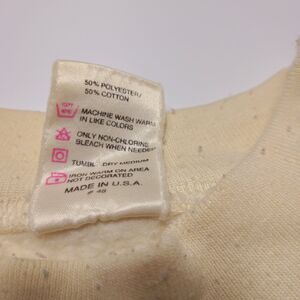 50% POLYESTER/
50% COTTON
MACHINE WASH WARM
IN LIKE COLORS
ONLY NON-CHLORINE
BLEACH WHEN NEEDED
TUMBLE DRY MEDIUM
IRON WARM ON AREA
NOT DECORATED
MADE IN U.S.A.
# 48